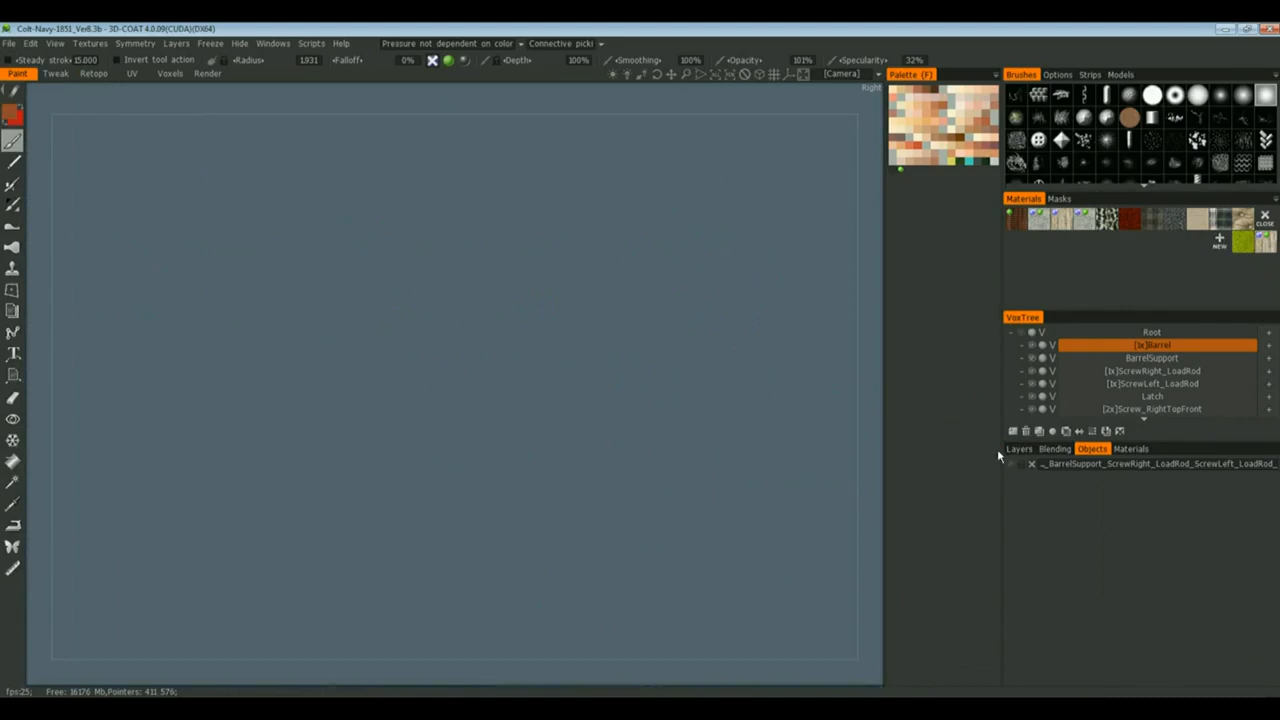 Colt-Navy-1851_Ver8.3b - 3D-COAT 4.0.09(CUDA)(DX64)
File Edit View Textures Symmetry Layers Freeze Hide Windows Scripts Help Pressure not dependent on color Connective picki
Steady strok 15.000 Invert tool action Radius 1.931 Falloff 0% Depth 100% Smoothing 100% Opacity 101% Specularity 32%
Paint Tweak Retopo UV Voxels Render [Camera] Palette (F) Brushes Options Strips Models
Right
Materials Masks
CLOSE
NEW
VoxTree
Root
[1x]Barrel
BarrelSupport
[1x]ScrewRight_LoadRod
[1x]ScrewLeft_LoadRod
Latch
[2x]Screw_RightTopFront
Layers Blending Objects Materials
_BarrelSupport_ScrewRight_LoadRod_ScrewLeft_LoadRod_
fps:25; Free: 16176 Mb,Pointers: 411 576;